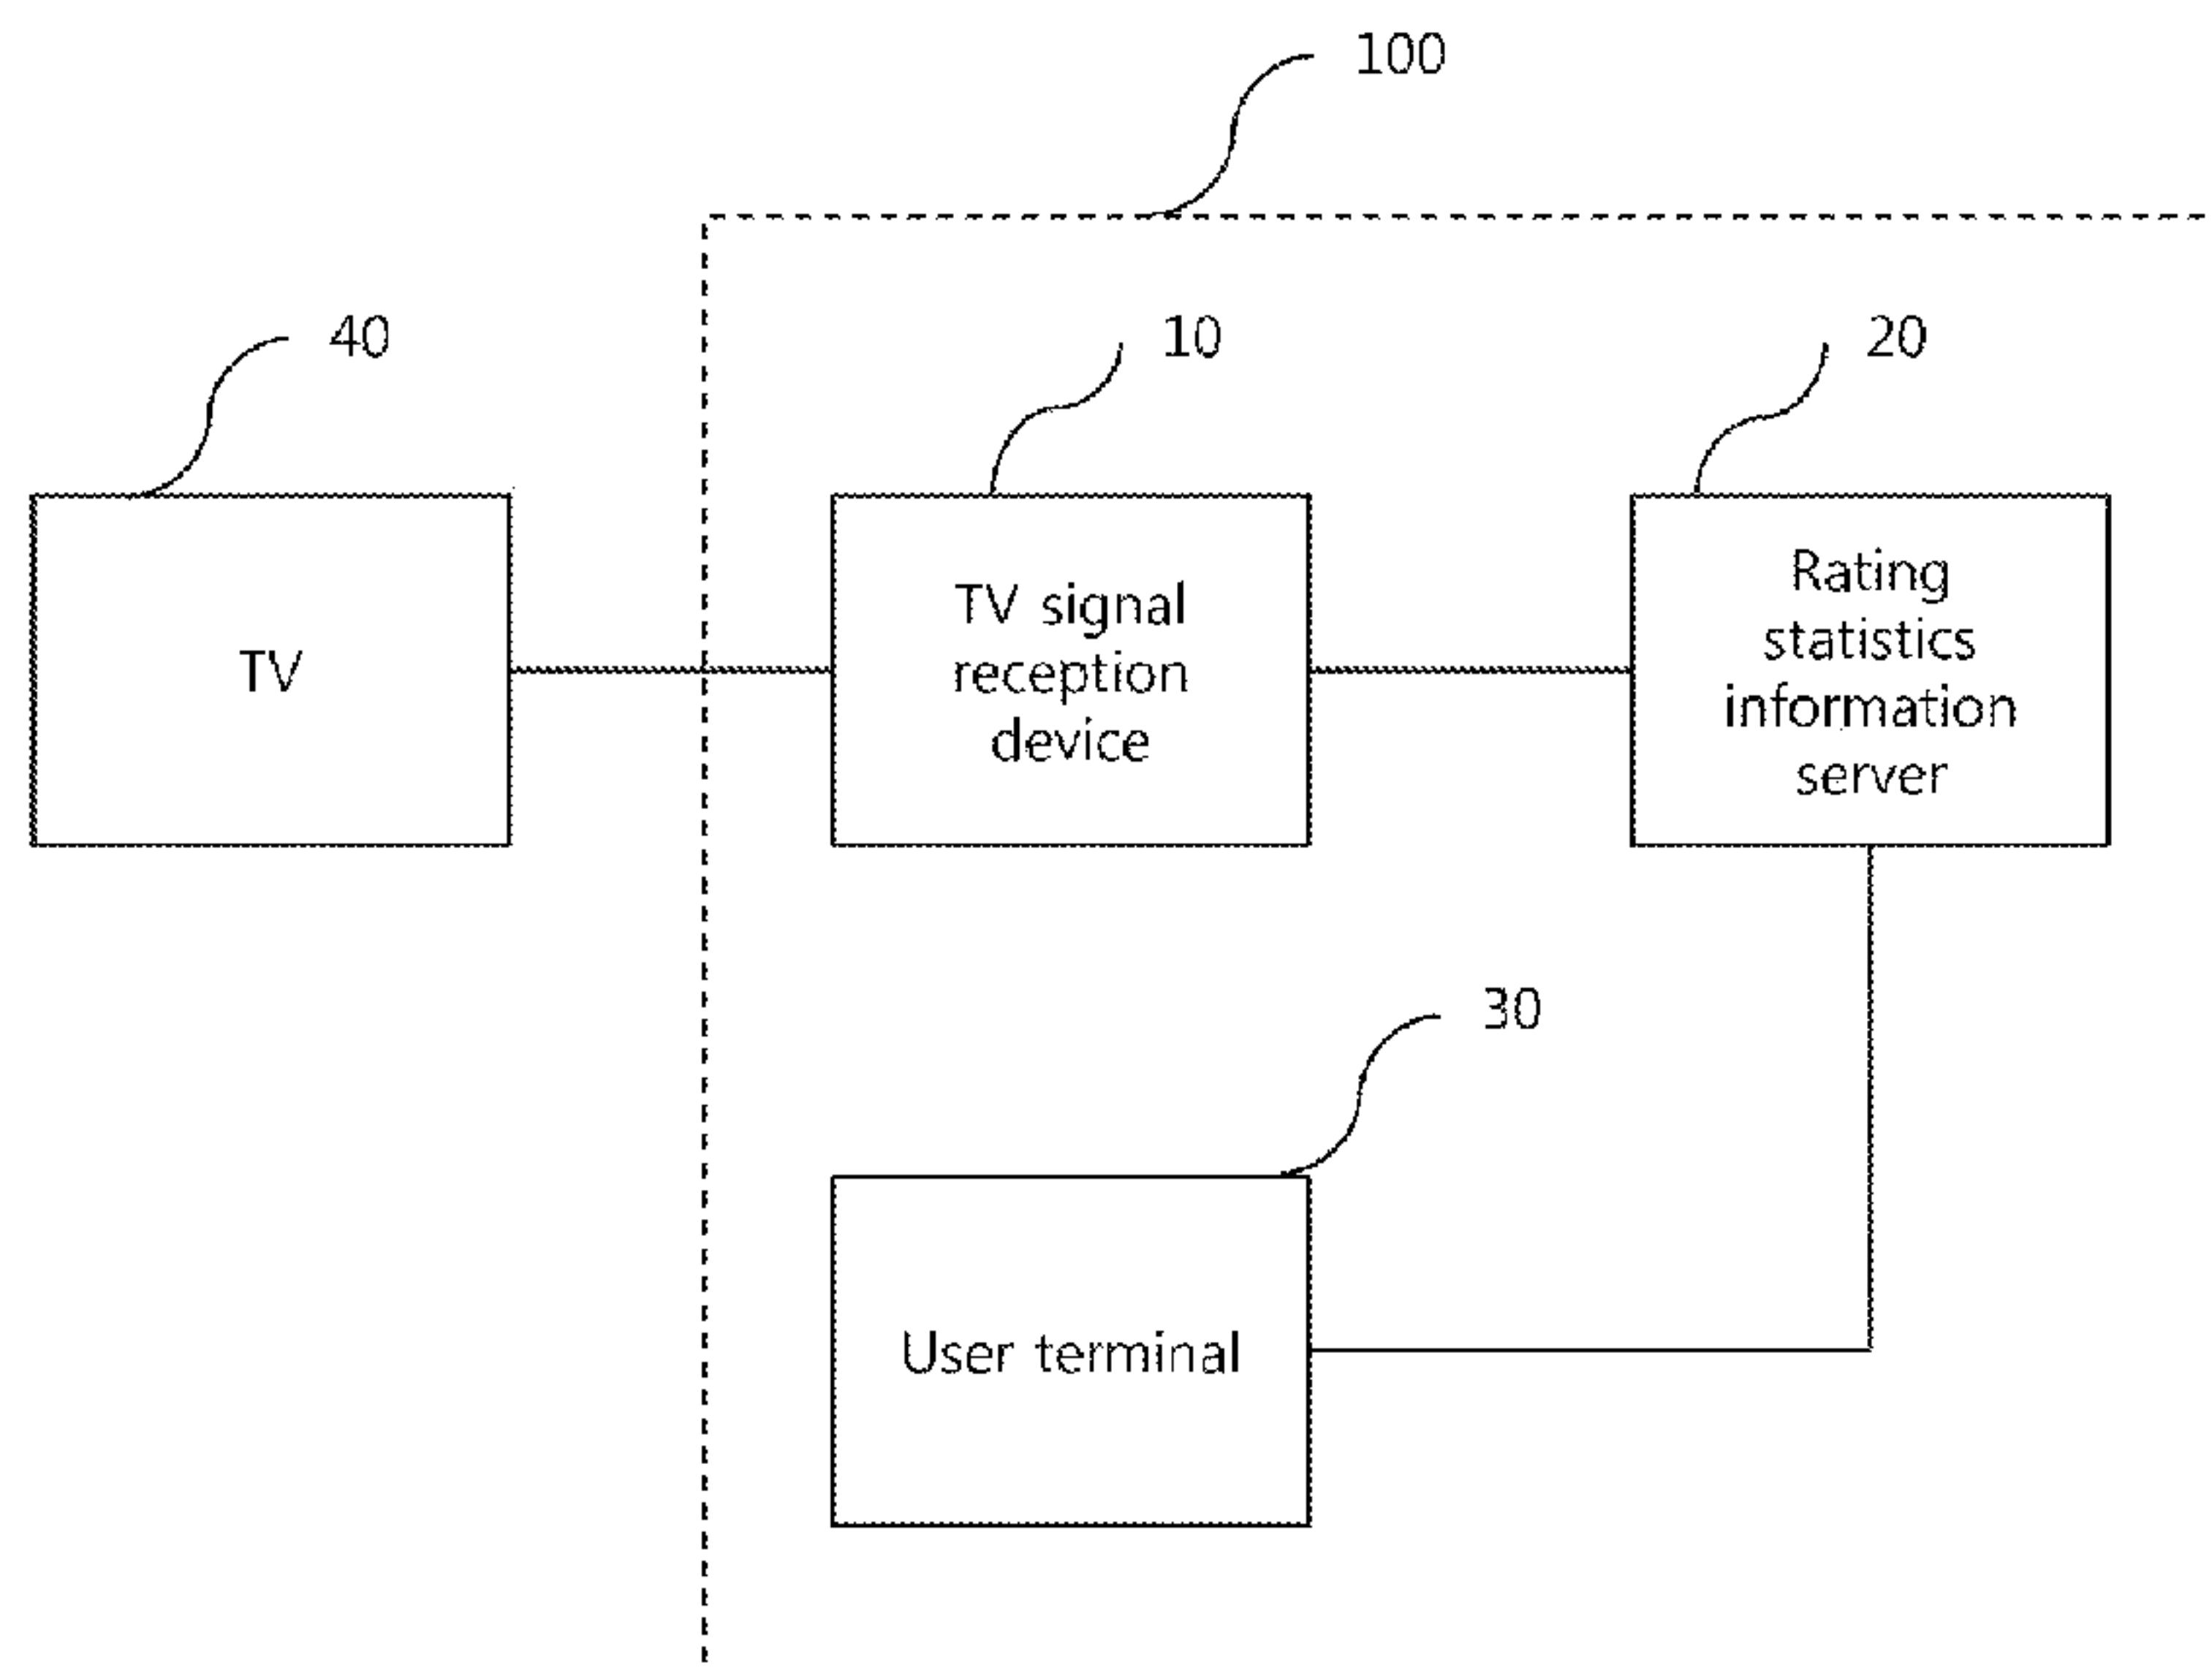 100
40
10
20
TV
TV signal
reception
device
Rating
statistics
information
server
30
User terminal